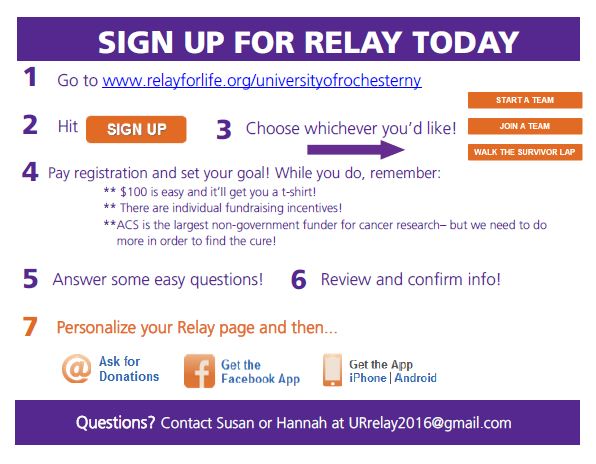 SIGN UP FOR RELAY TODAY
1 Go to www.relayforlife.org/universityofrochesterny
2 Hit SIGN UP
3 Choose whichever you'd like!
START A TEAM
JOIN A TEAM
WALK THE SURVIVOR LAP
4 Pay registration and set your goal! While you do, remember:
** $100 is easy and it'll get you a t-shirt!
** There are individual fundraising incentives!
**ACS is the largest non-government funder for cancer research– but we need to do
more in order to find the cure!
5 Answer some easy questions!
6 Review and confirm info!
7 Personalize your Relay page and then...
@ Ask for
Donations
f Get the
Facebook App
Get the App
iPhone | Android
Questions? Contact Susan or Hannah at URrelay2016@gmail.com